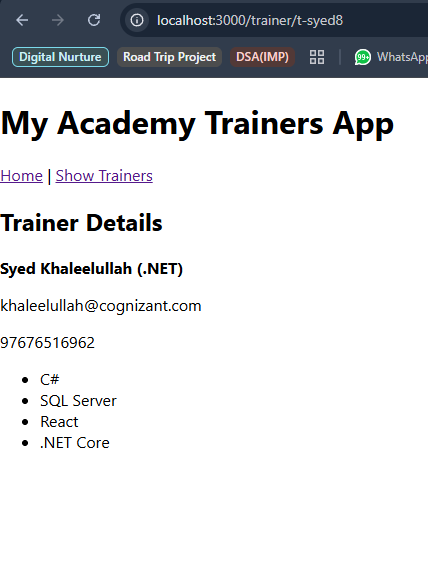 localhost:3000/trainer/t-syed8
Digital Nurture Road Trip Project DSA(IMP) 99+ WhatsApp
My Academy Trainers App
Home | Show Trainers
Trainer Details
Syed Khaleelullah (.NET)
khaleelullah@cognizant.com
97676516962
C#
SQL Server
React
.NET Core